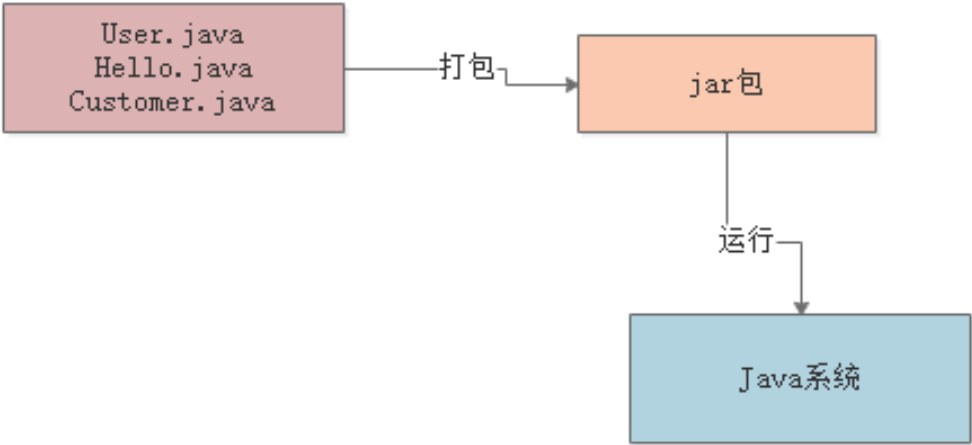 User.java
Hello.java
Customer.java
打包
jar包
运行
Java系统